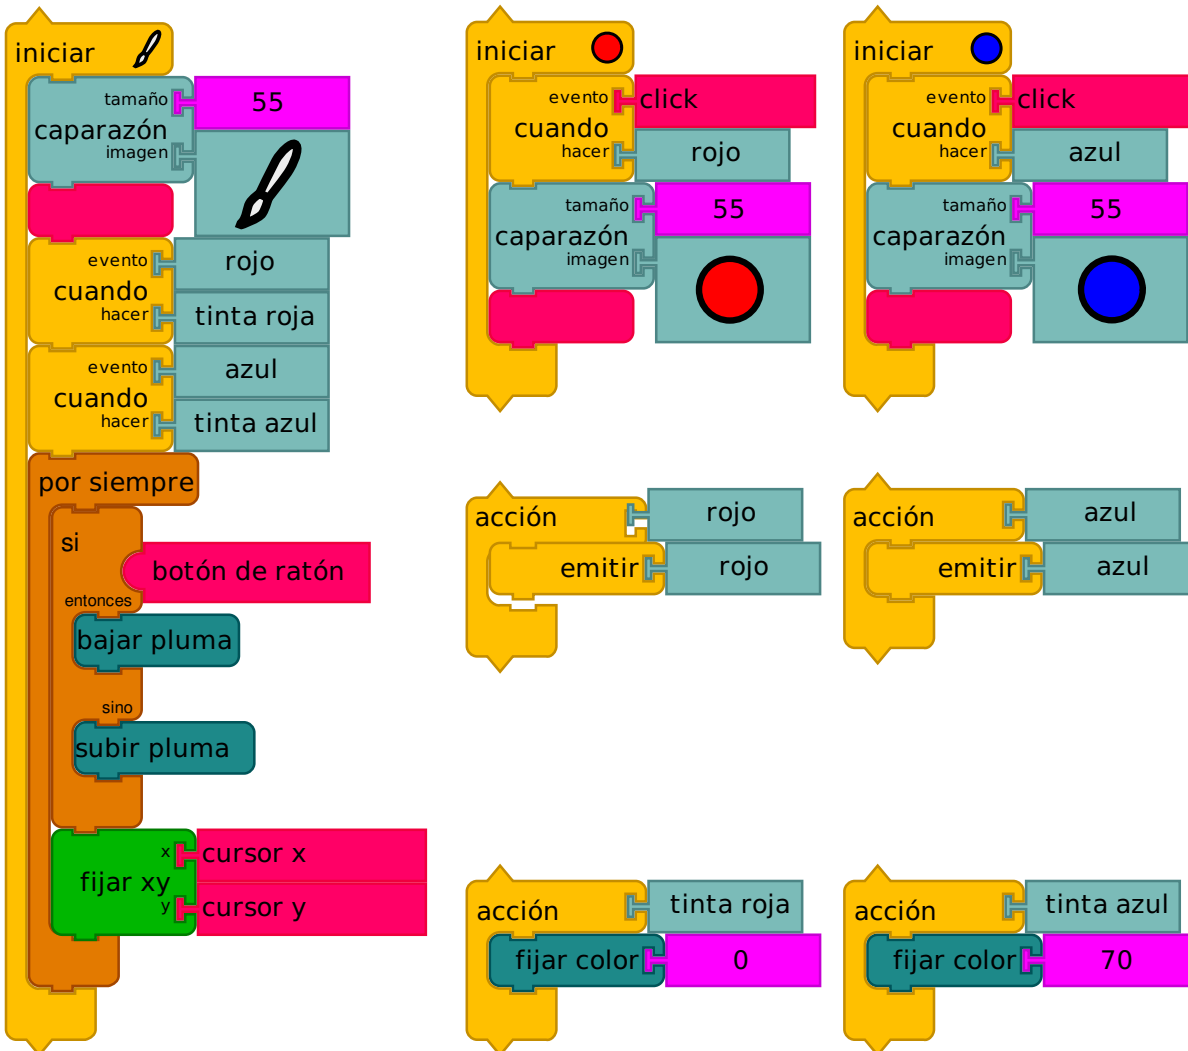 iniciar
tamaño
55
caparazón
imagen
evento
rojo
cuando
hacer
tinta roja
evento
azul
cuando
hacer
tinta azul
por siempre
si
botón de ratón
entonces
bajar pluma
sino
subir pluma
x
cursor x
fijar xy
y
cursor y
iniciar
evento
click
cuando
hacer
rojo
tamaño
55
caparazón
imagen
iniciar
evento
click
cuando
hacer
azul
tamaño
55
caparazón
imagen
acción
rojo
emitir
rojo
acción
azul
emitir
azul
acción
tinta roja
fijar color
0
acción
tinta azul
fijar color
70